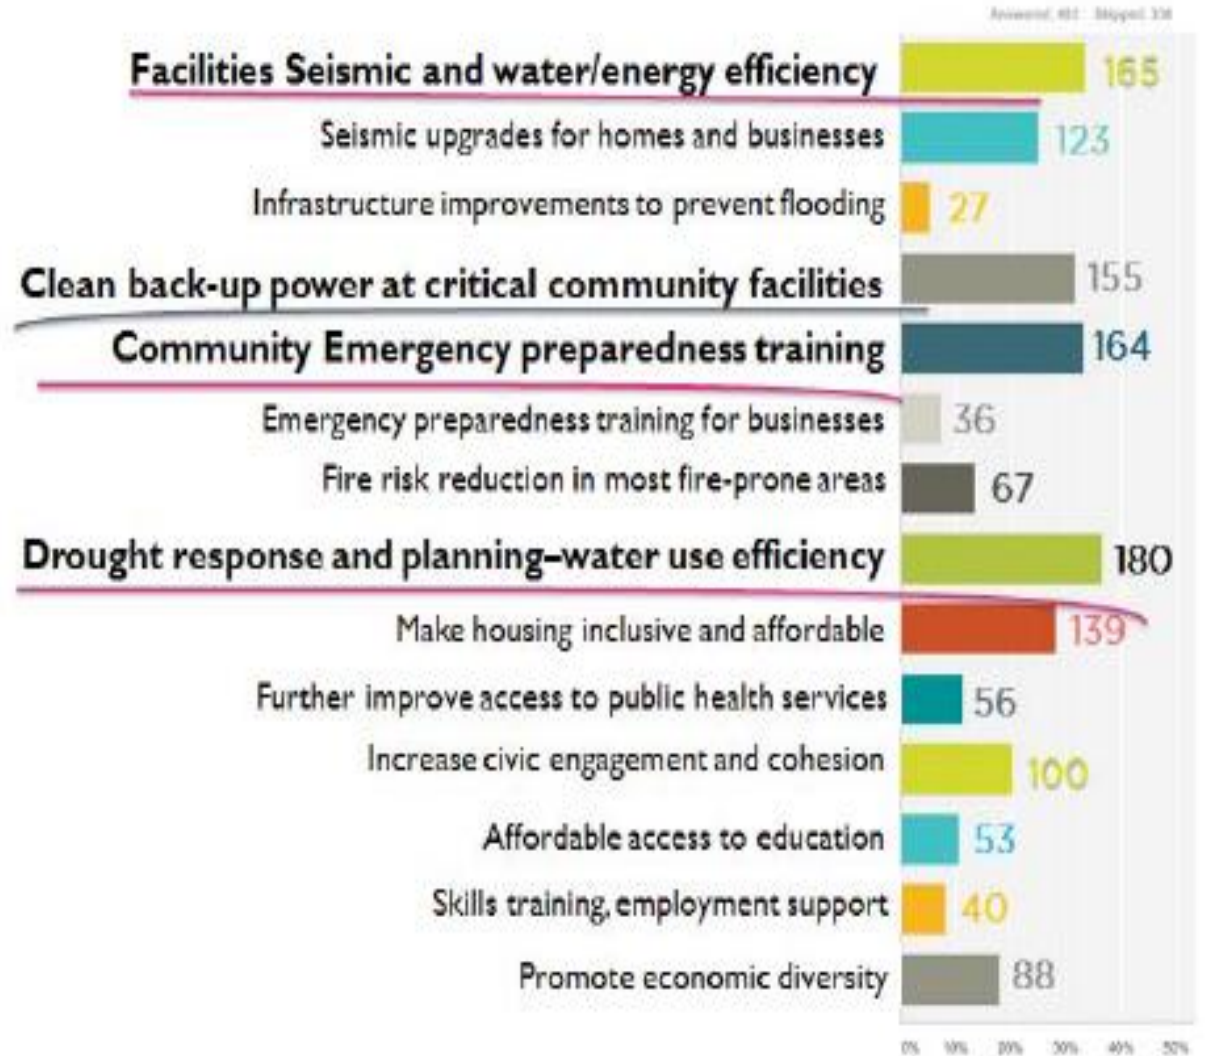 Facilities Seismic and water/energy efficiency 165
Seismic upgrades for homes and businesses 123
Infrastructure improvements to prevent flooding 27
Clean back-up power at critical community facilities 155
Community Emergency preparedness training 164
Emergency preparedness training for businesses 36
Fire risk reduction in most fire-prone areas 67
Drought response and planning–water use efficiency 180
Make housing inclusive and affordable 139
Further improve access to public health services 56
Increase civic engagement and cohesion 100
Affordable access to education 53
Skills training, employment support 40
Promote economic diversity 88
0% 10% 20% 30% 40% 50%